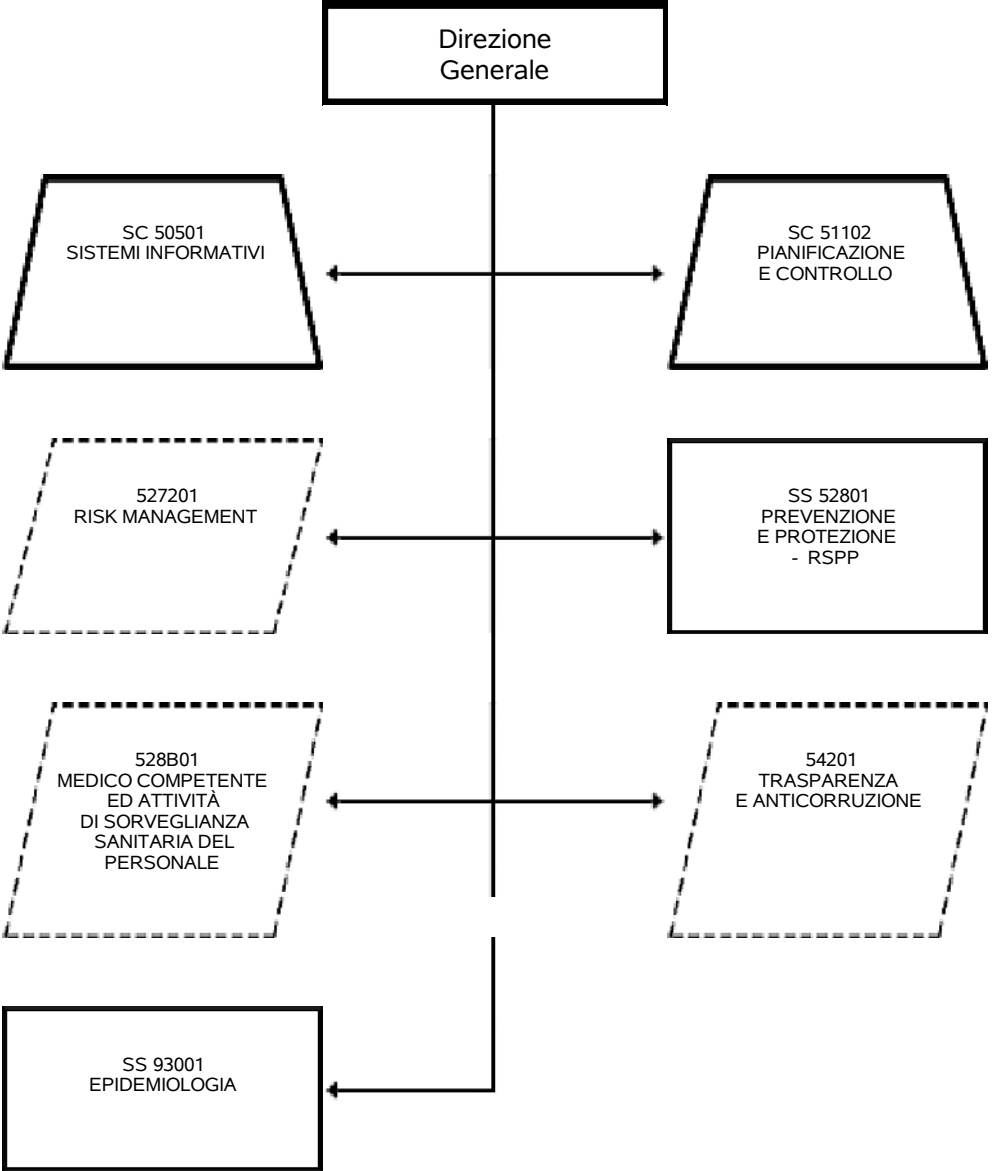 Direzione
Generale
SC 50501
SISTEMI INFORMATIVI
SC 51102
PIANIFICAZIONE
E CONTROLLO
527201
RISK MANAGEMENT
SS 52801
PREVENZIONE
E PROTEZIONE
- RSPP
528B01
MEDICO COMPETENTE
ED ATTIVITÀ
DI SORVEGLIANZA
SANITARIA DEL
PERSONALE
54201
TRASPARENZA
E ANTICORRUZIONE
SS 93001
EPIDEMIOLOGIA